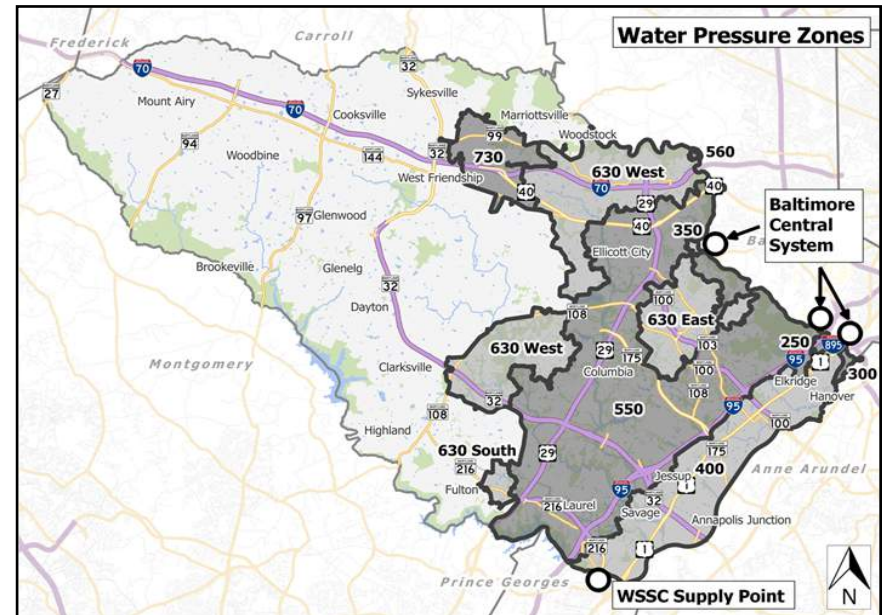 Water Pressure Zones
Frederick
Carroll
32
70
27
Mount Airy
Sykesville
Cooksville
70
Marriottsville
Woodstock
99
94
Woodbine
144
32
730
560
West Friendship
630 West
70
40
40
29
Baltimore
Central
System
97
Glenwood
40
350
Ellicott City
Brookeville
Glenelg
32
Dayton
108
100
630 East
630 West
29
175
103
250
895
95
1
300
Montgomery
Clarksville
Columbia
Elkridge
Hanover
100
32
108
550
95
100
108
Highland
630 South
29
175
216
400
Anne Arundel
Fulton
Jessup
1
95
32
Laurel
216
Savage
Annapolis Junction
216
1
Prince Georges
WSSC Supply Point
N